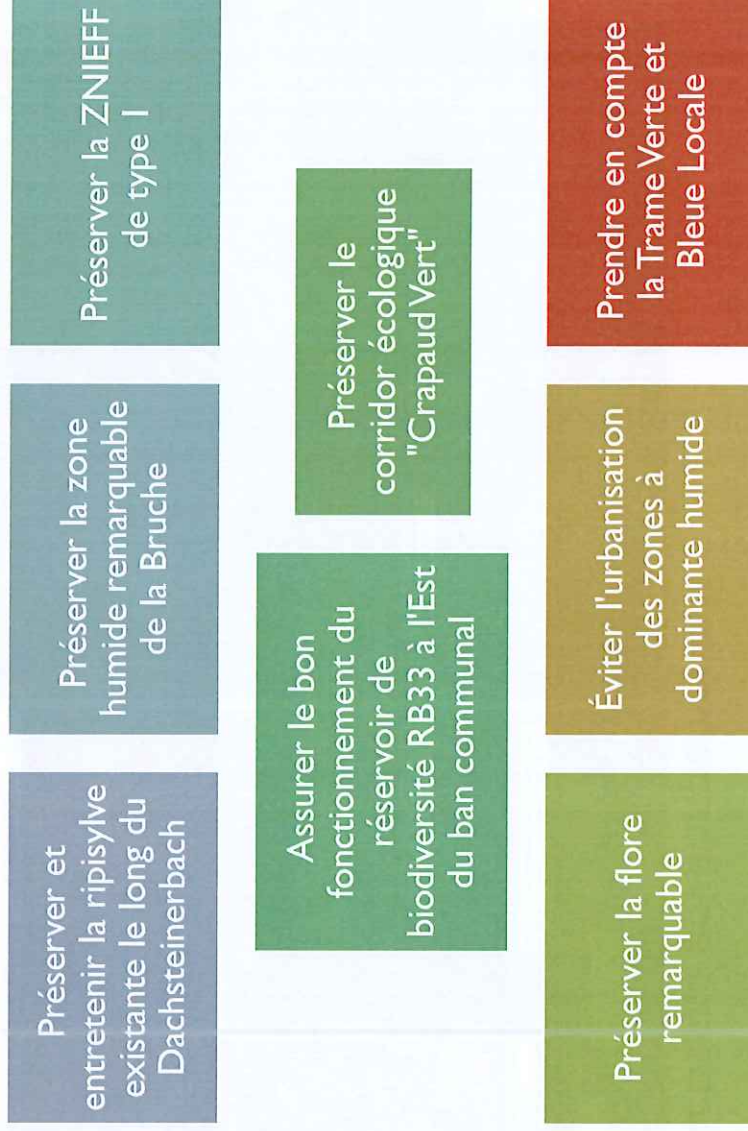 Préserver et
entretenir la ripisylve
existante le long du
Dachsteinerbach
Préserver la zone
humide remarquable
de la Bruche
Préserver la ZNIEFF
de type I
Assurer le bon
fonctionnement du
réservoir de
biodiversité RB33 à l'Est
du ban communal
Préserver le
corridor écologique
"Crapaud Vert"
Préserver la flore
remarquable
Éviter l'urbanisation
des zones à
dominante humide
Prendre en compte
la Trame Verte et
Bleue Locale